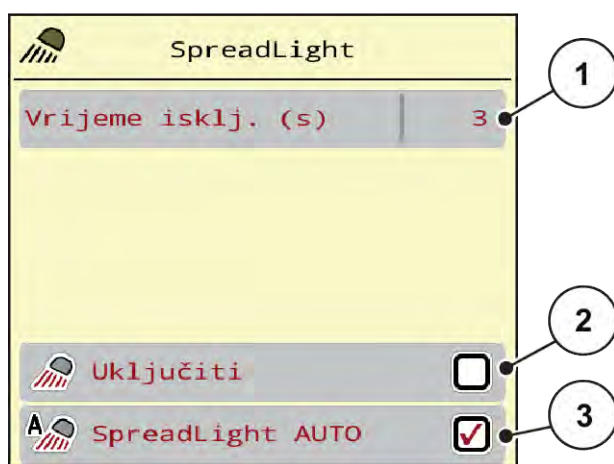 SpreadLight
1
Vrijeme isklj. (s) 3
2
Uključiti
3
A
SpreadLight AUTO